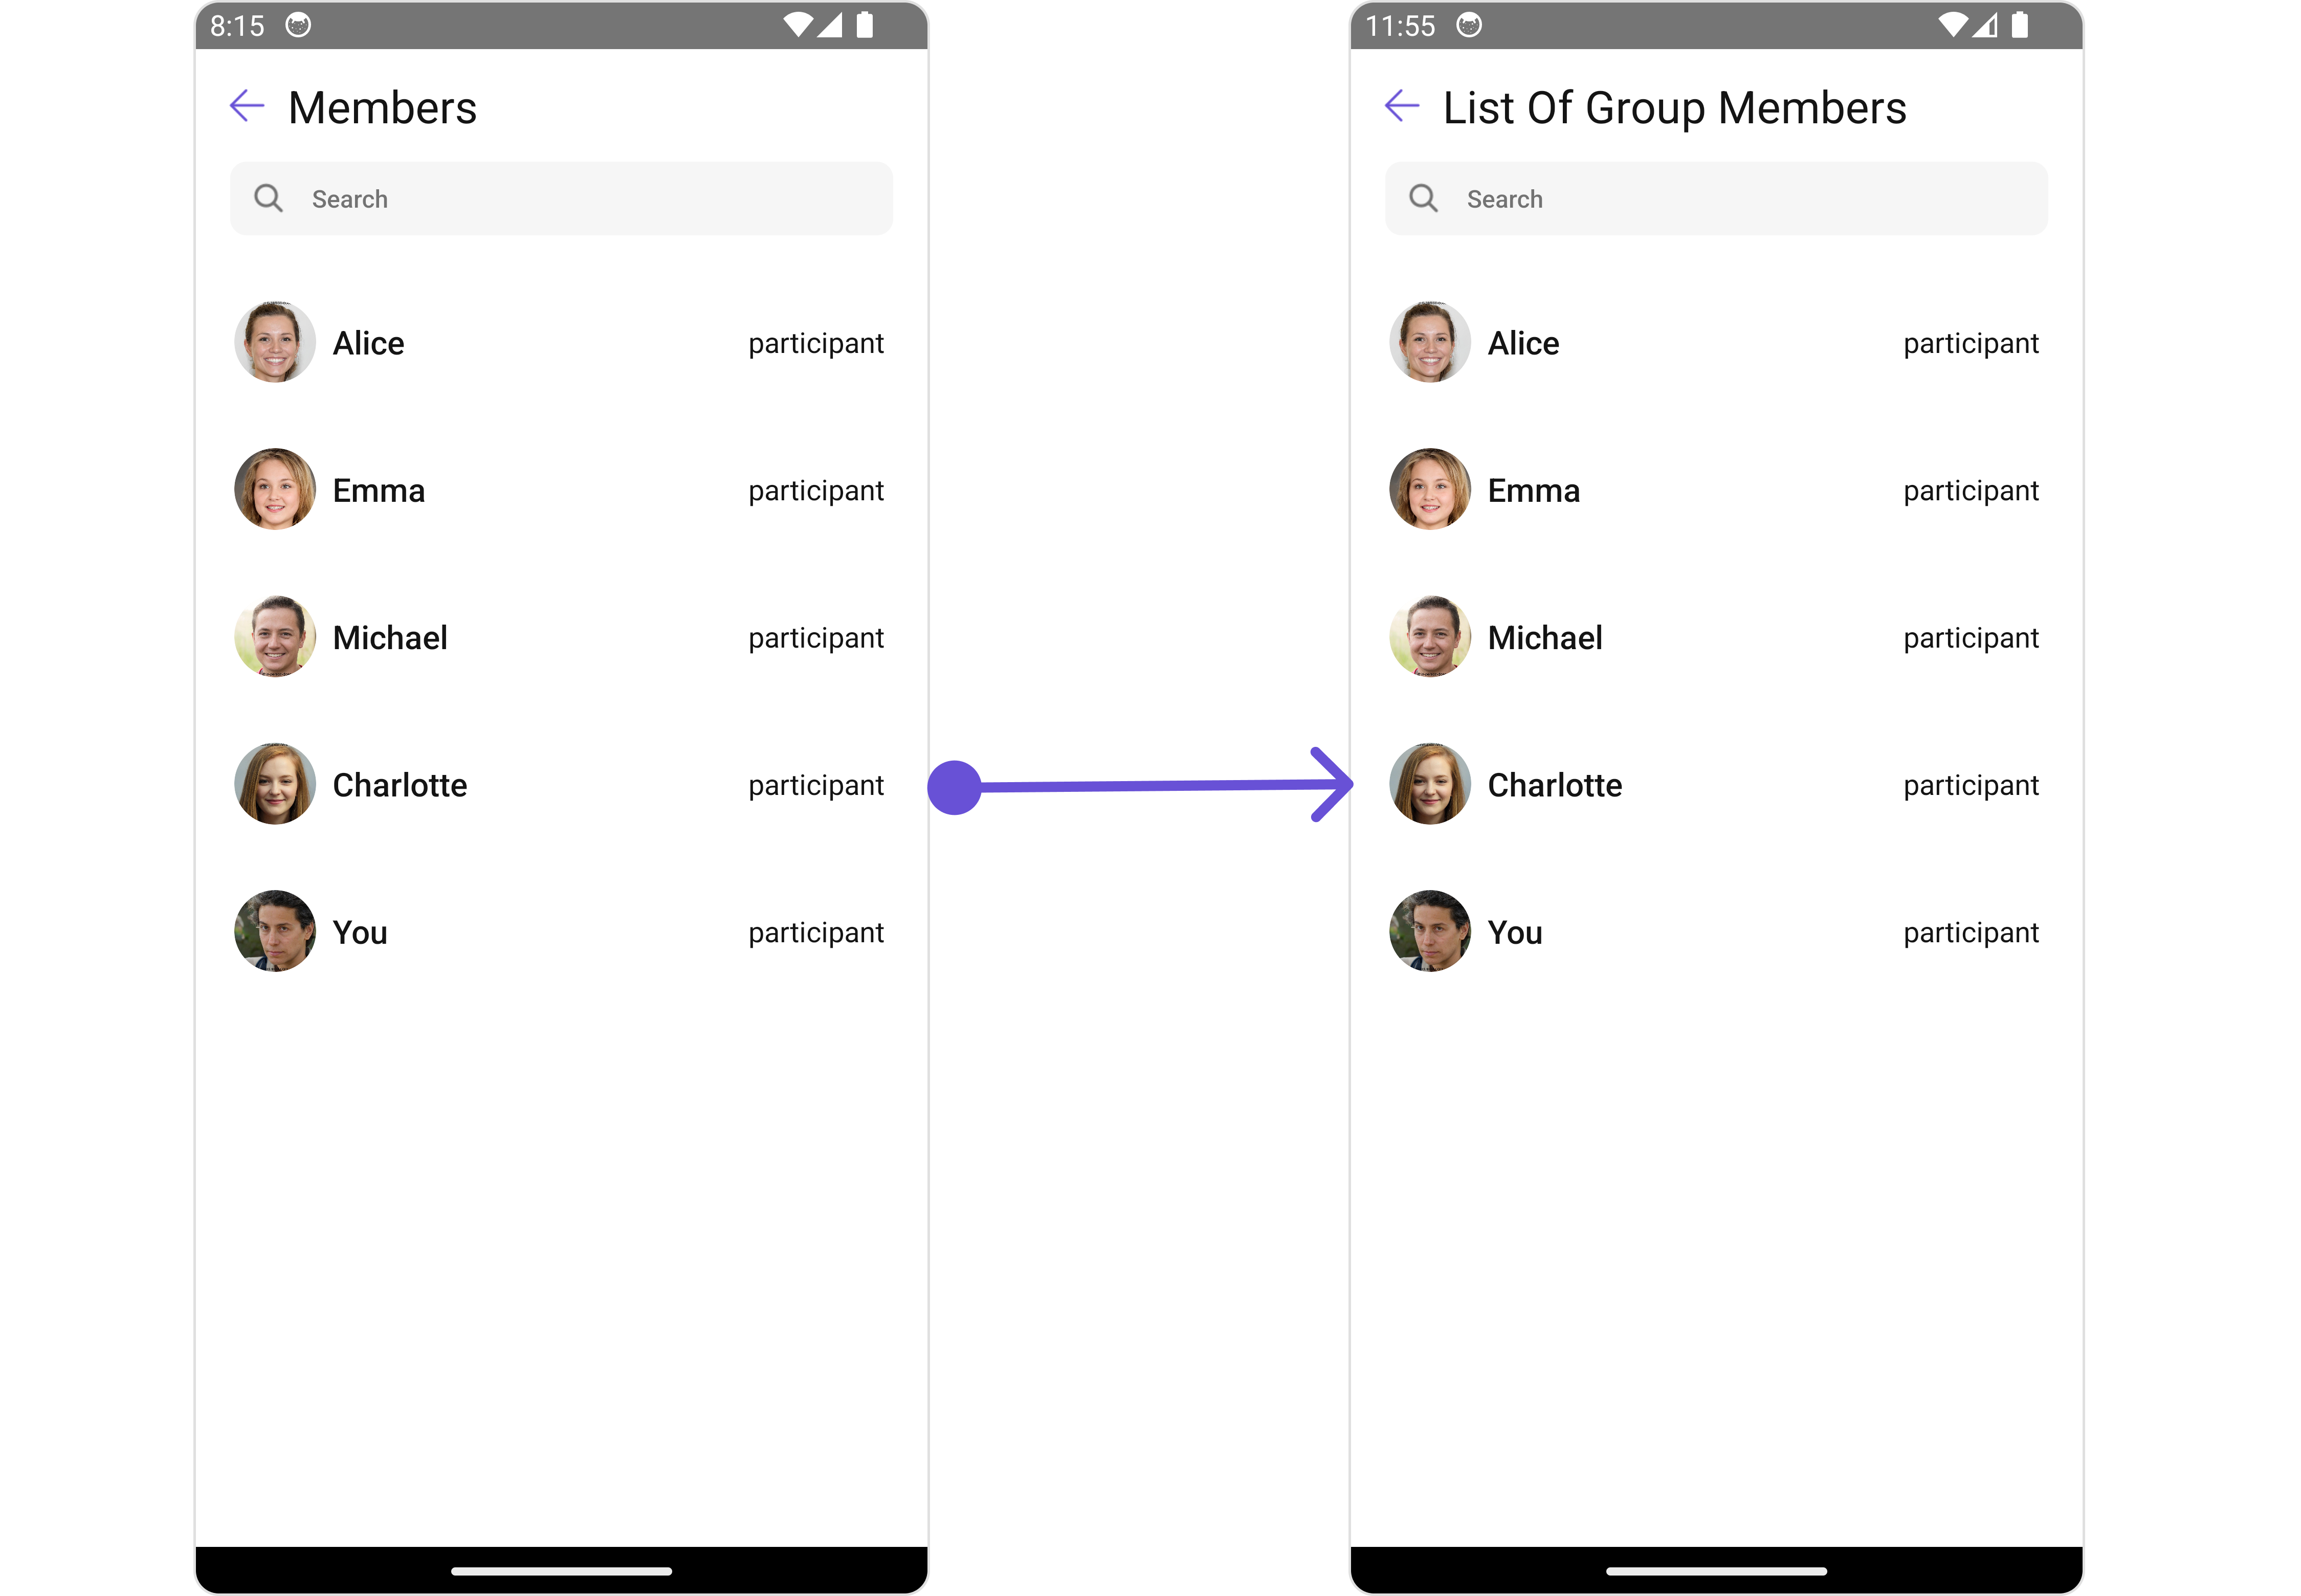 8:15
Members
Search
Alice participant
Emma participant
Michael participant
Charlotte participant
You participant
11:55
List Of Group Members
Search
Alice participant
Emma participant
Michael participant
Charlotte participant
You participant